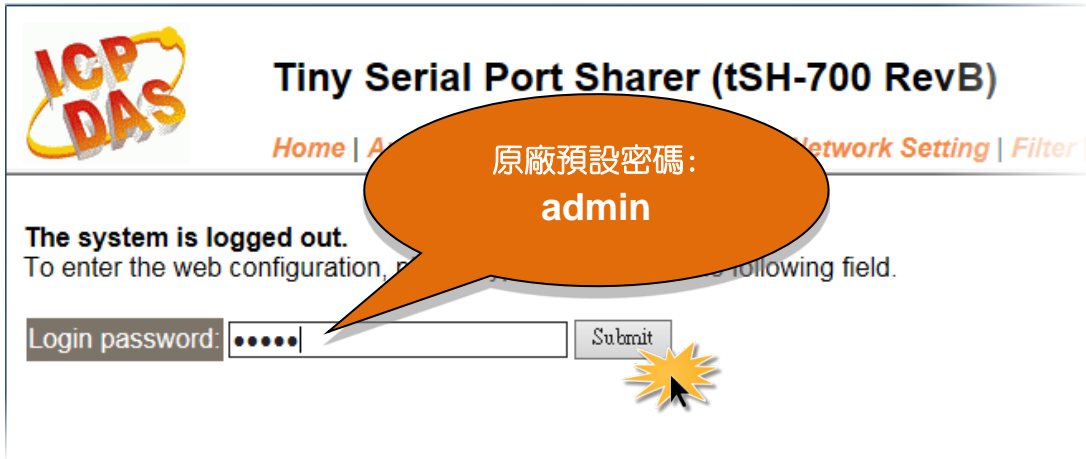 ICP
DAS
Tiny Serial Port Sharer (tSH-700 RevB)
Home | Network Setting | Filter
原廠預設密碼:
admin
The system is logged out.
To enter the web configuration, following field.
Login password: •••••
Submit